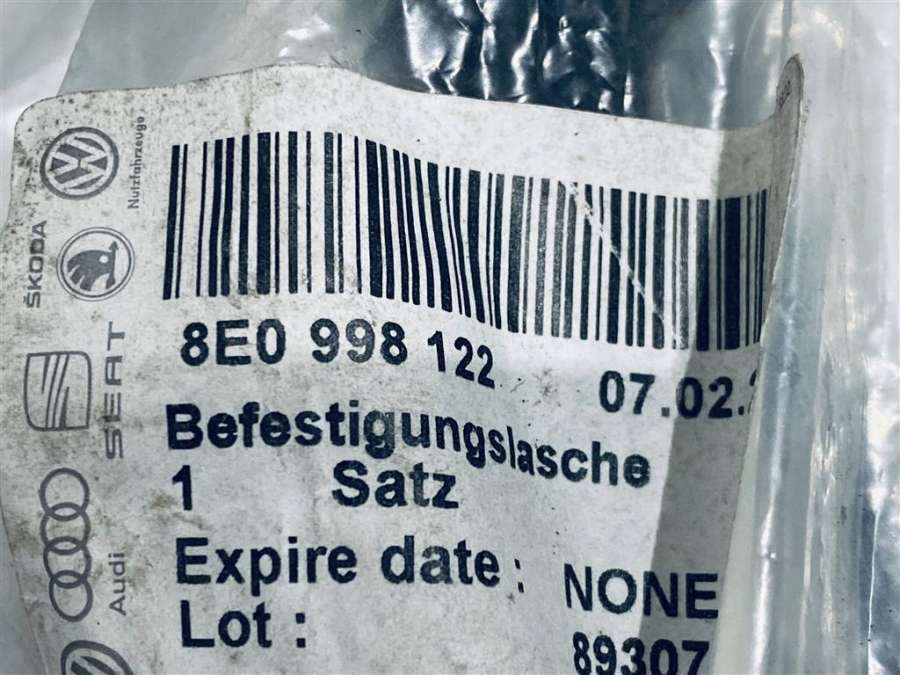 Nutzfahrzeuge
ŠKODA
SEAT
Audi
8E0 998 122
07.02.
Befestigungslasche
1 Satz
Expire date: NONE
Lot: 89307